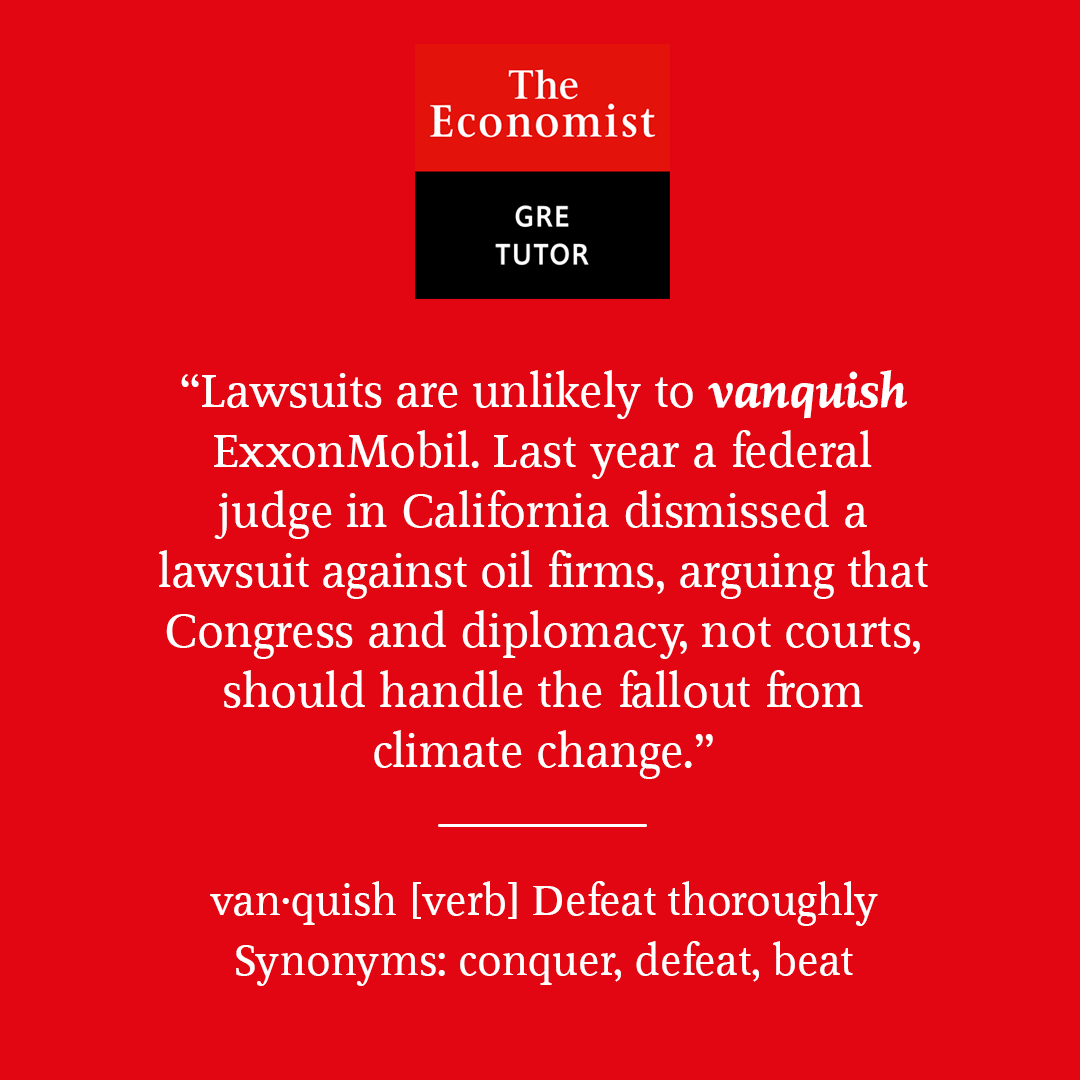 The
Economist
GRE
TUTOR
“Lawsuits are unlikely to vanquish
ExxonMobil. Last year a federal
judge in California dismissed a
lawsuit against oil firms, arguing that
Congress and diplomacy, not courts,
should handle the fallout from
climate change.”
van·quish [verb] Defeat thoroughly
Synonyms: conquer, defeat, beat